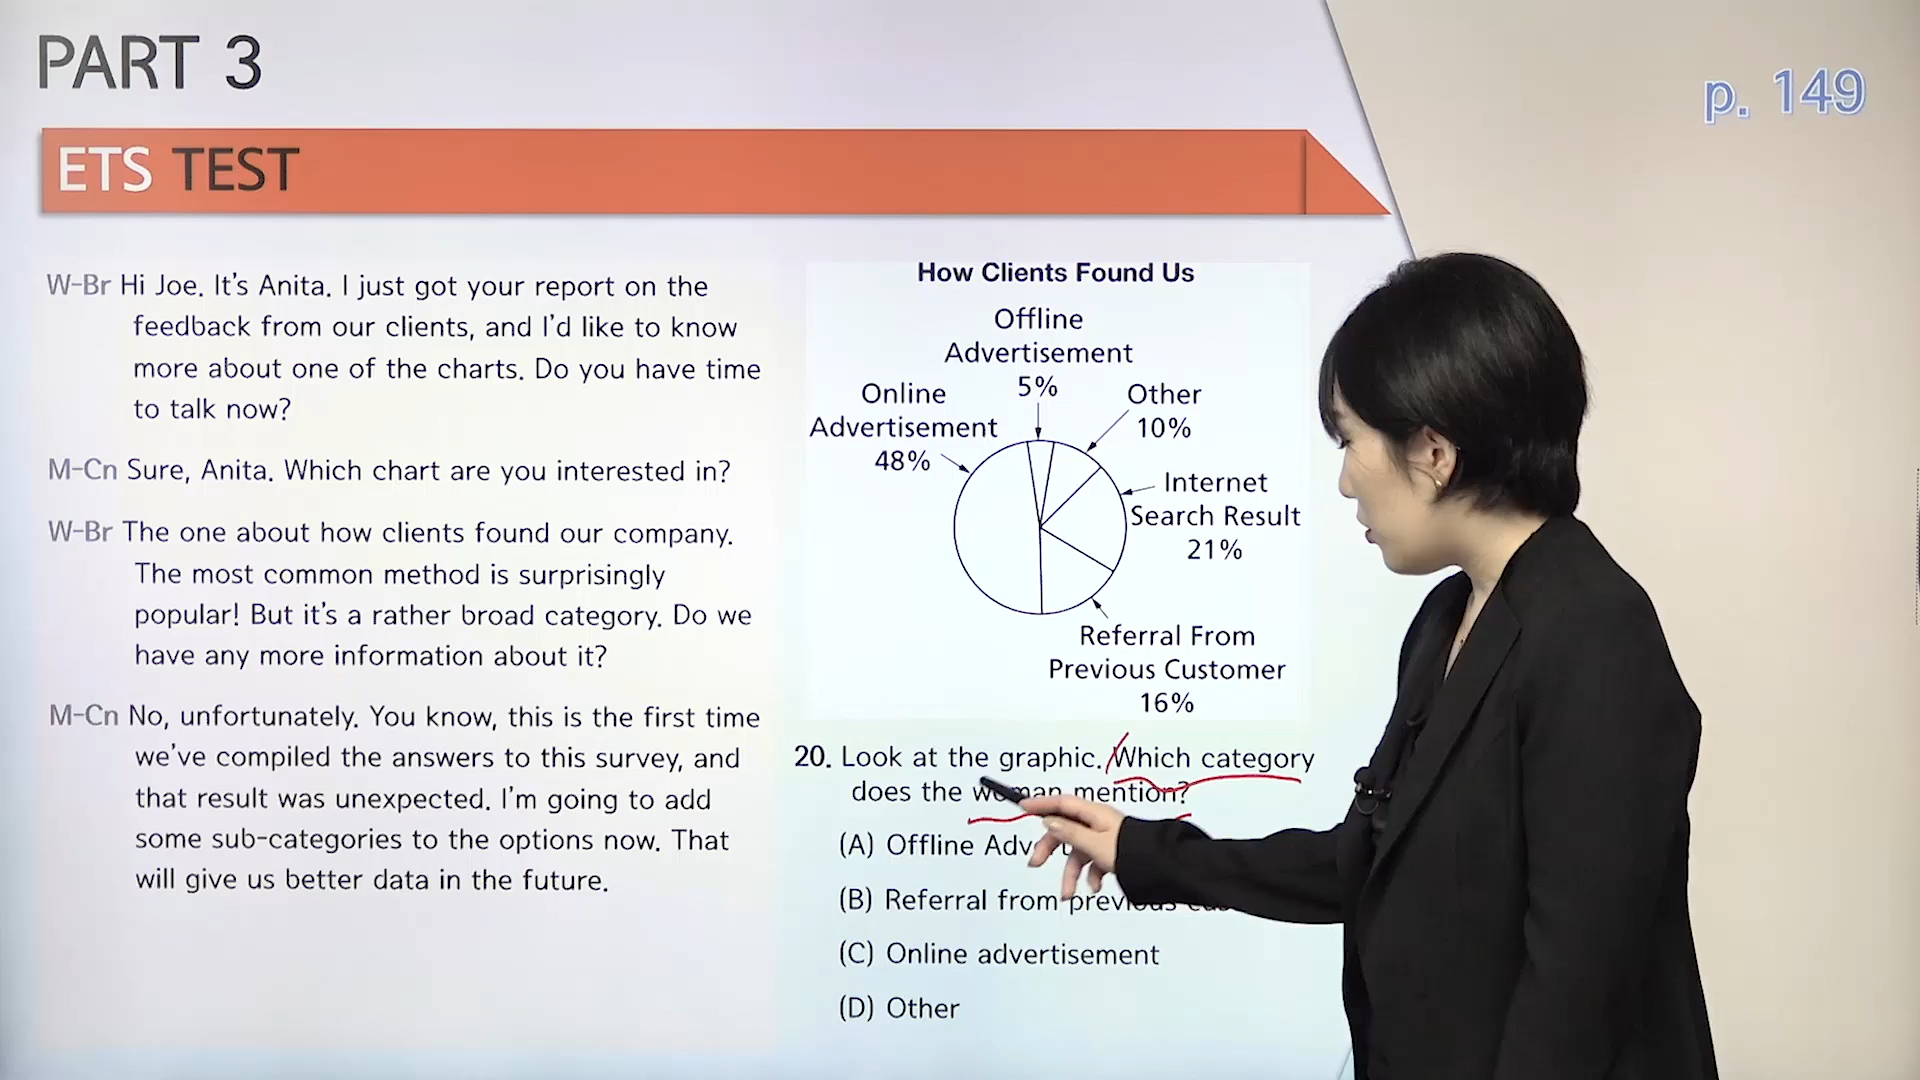 PART 3
p. 149
ETS TEST
W-Br Hi Joe. It's Anita. I just got your report on the
feedback from our clients, and I'd like to know
more about one of the charts. Do you have time
to talk now?
M-Cn Sure, Anita. Which chart are you interested in?
W-Br The one about how clients found our company.
The most common method is surprisingly
popular! But it's a rather broad category. Do we
have any more information about it?
M-Cn No, unfortunately. You know, this is the first time
we've compiled the answers to this survey, and
that result was unexpected. I'm going to add
some sub-categories to the options now. That
will give us better data in the future.
How Clients Found Us
Offline
Advertisement
5%
Online
Advertisement
48%
Other
10%
Internet
Search Result
21%
Referral From
Previous Customer
16%
20. Look at the graphic. Which category
does the woman mention?
(A) Offline
(B) Referral from previous
(C) Online advertisement
(D) Other